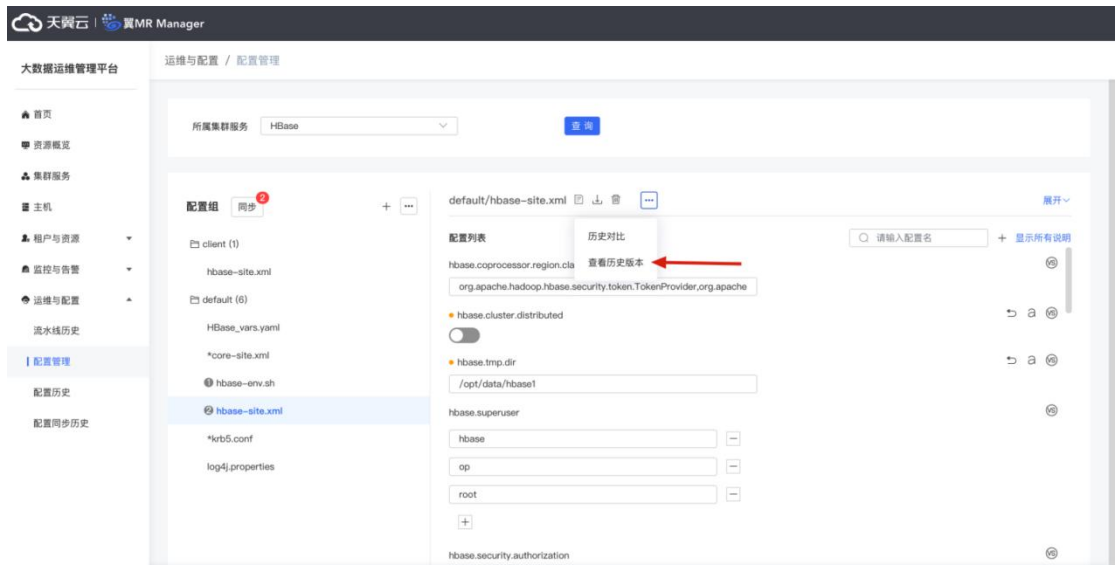 天翼云 | 翼MR Manager
大数据运维管理平台
运维与配置 / 配置管理
首页
资源概览
集群服务
主机
租户与资源
监控与告警
运维与配置
流水线历史
配置管理
配置历史
配置同步历史
所属集群服务 HBase 查 询
配置组 同步 2
client (1)
hbase-site.xml
default (6)
HBase_vars.yaml
*core-site.xml
1 hbase-env.sh
2 hbase-site.xml
*krb5.conf
log4j.properties
default/hbase-site.xml 展开
历史对比
查看历史版本
配置列表 请输入配置名 + 显示所有说明
hbase.coprocessor.region.cla
org.apache.hadoop.hbase.security.token.TokenProvider,org.apache
hbase.cluster.distributed a
hbase.tmp.dir a
/opt/data/hbase1
hbase.superuser
hbase
op
root
hbase.security.authorization